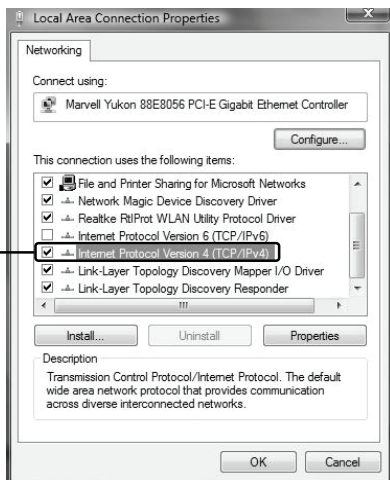 Local Area Connection Properties
Networking
Connect using:
Marvell Yukon 88E8056 PCI-E Gigabit Ethernet Controller
Configure...
This connection uses the following items:
File and Printer Sharing for Microsoft Networks
Network Magic Device Discovery Driver
Realtke RtlProt WLAN Utility Protocol Driver
Internet Protocol Version 6 (TCP/IPv6)
Internet Protocol Version 4 (TCP/IPv4)
Link-Layer Topology Discovery Mapper I/O Driver
Link-Layer Topology Discovery Responder
Install...
Uninstall
Properties
Description
Transmission Control Protocol/Internet Protocol. The default
wide area network protocol that provides communication
across diverse interconnected networks.
OK
Cancel